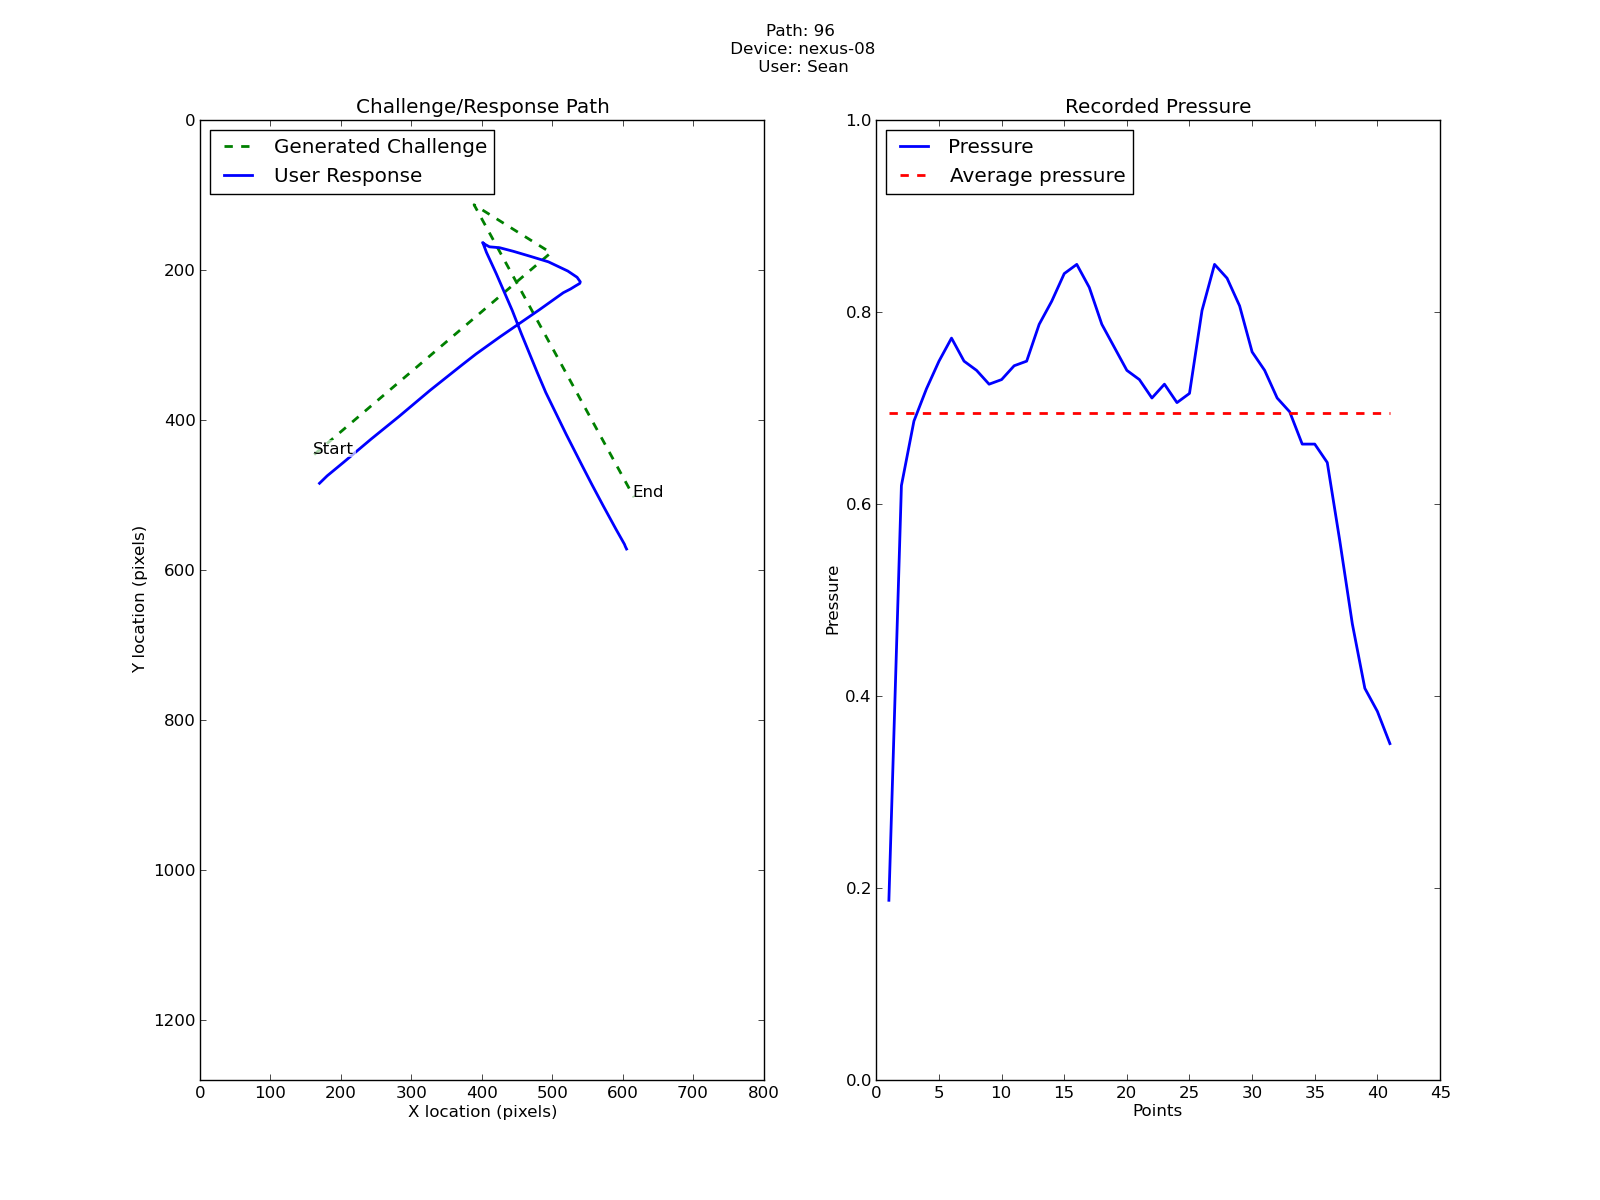 Path: 96
Device: nexus-08
User: Sean
Challenge/Response Path
Generated Challenge
User Response
Start
End
0
200
400
600
800
1000
1200
Y location (pixels)
0 100 200 300 400 500 600 700 800
X location (pixels)
Recorded Pressure
Pressure
Average pressure
1.0
0.8
0.6
0.4
0.2
0.0
Pressure
0 5 10 15 20 25 30 35 40 45
Points